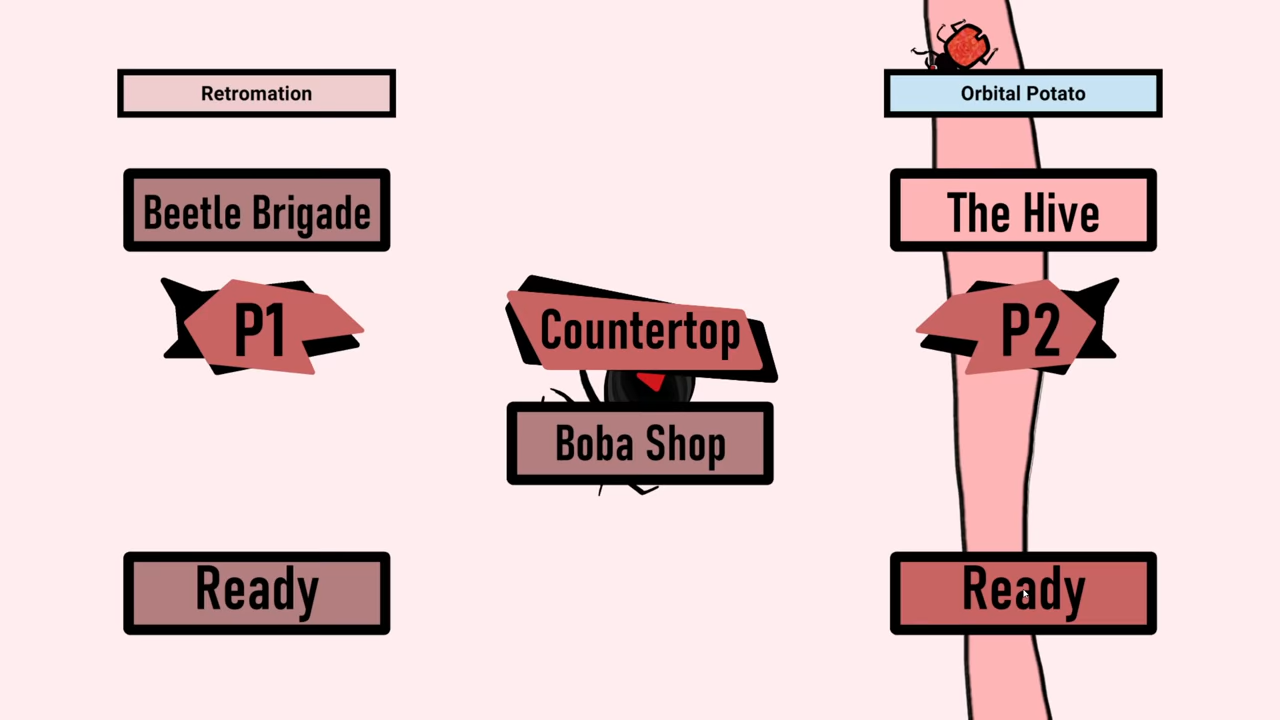 Retromation
Orbital Potato
Beetle Brigade
The Hive
P1
Countertop
P2
Boba Shop
Ready
Ready